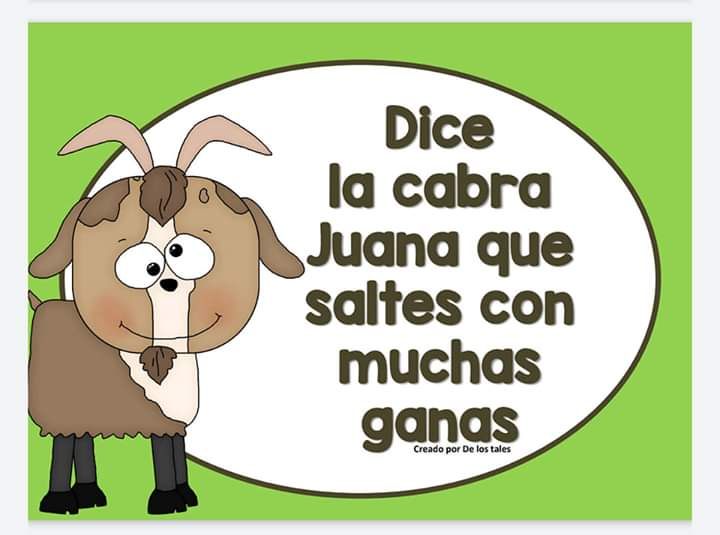 Dice
la cabra
Juana que
saltes con
muchas
ganas
Creado por De los tales